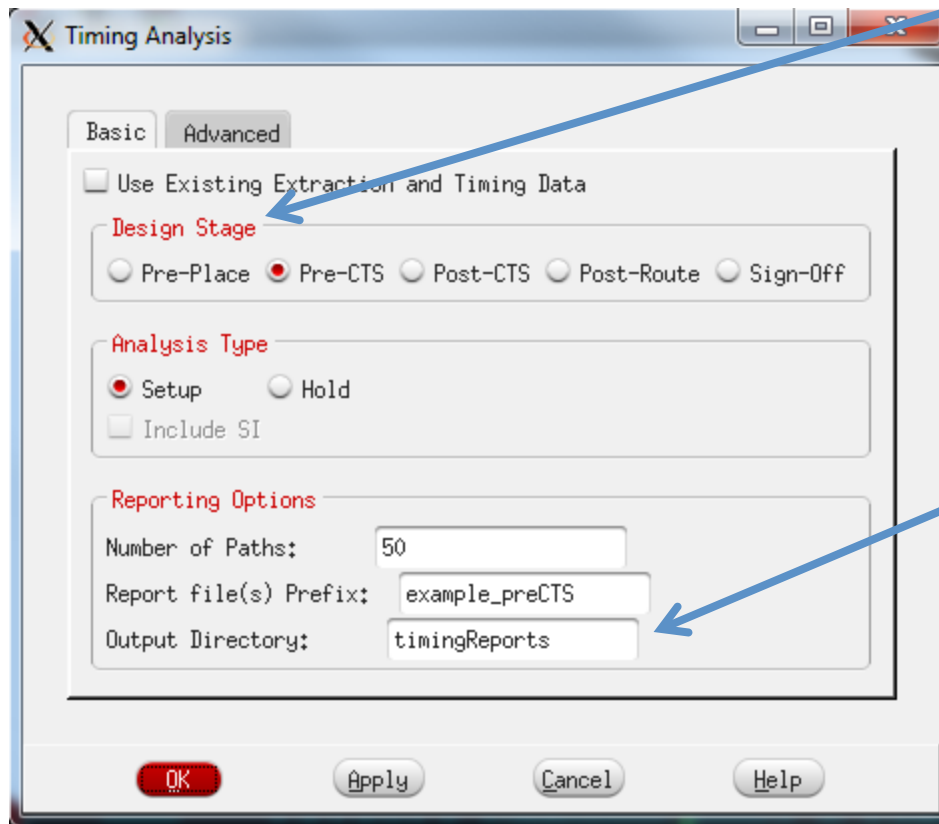 Timing Analysis
Basic Advanced
Use Existing Extraction and Timing Data
Design Stage
Pre-Place Pre-CTS Post-CTS Post-Route Sign-Off
Analysis Type
Setup Hold
Include SI
Reporting Options
Number of Paths: 50
Report file(s) Prefix: example_preCTS
Output Directory: timingReports
OK Apply Cancel Help